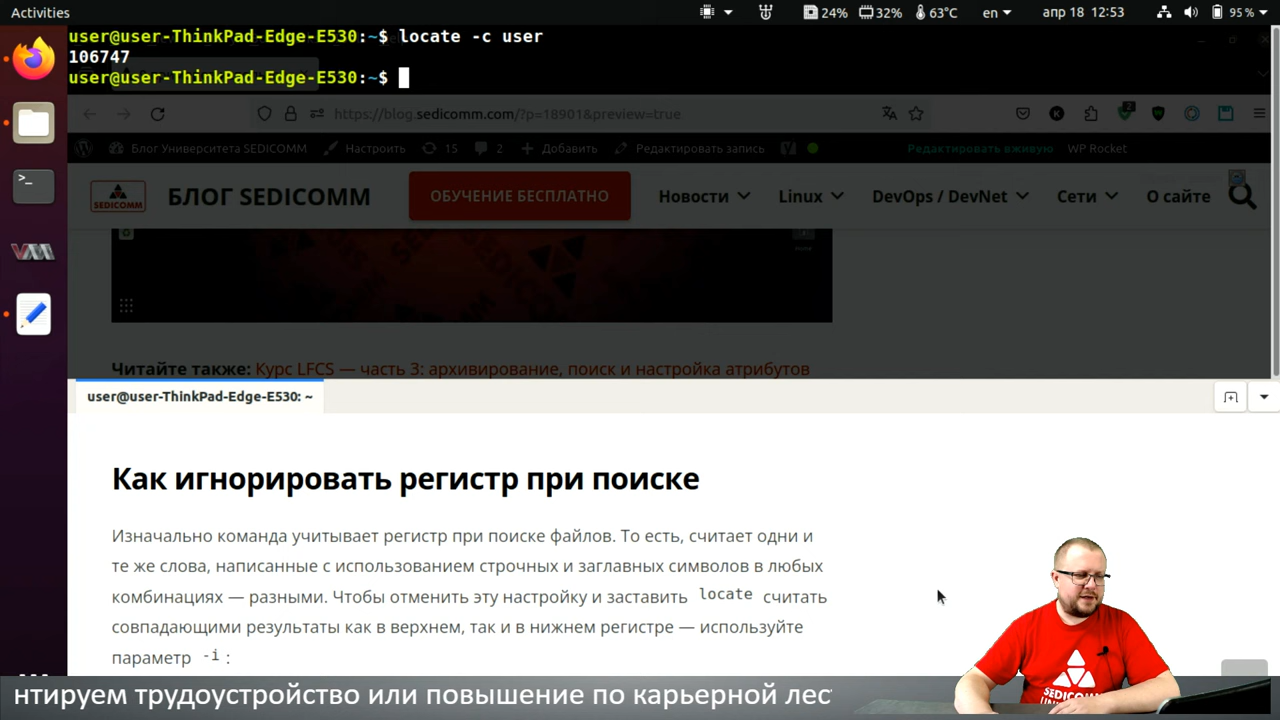 Activities
24%
32%
63°C
en
апр 18 12:53
95 %
user@user-ThinkPad-Edge-E530:~$ locate -c user
106747
user@user-ThinkPad-Edge-E530:~$
https://blog.sedicomm.com/?p=18901&preview=true
2
Блог Университета SEDICOMM
Настроить
15
2
Добавить
Редактировать запись
Редактировать вживую
WP Rocket
SEDICOMM
БЛОГ SEDICOMM
ОБУЧЕНИЕ БЕСПЛАТНО
Новости
Linux
DevOps / DevNet
Сети
О сайте
Читайте также: Курс LFCS — часть 3: архивирование, поиск и настройка атрибутов
user@user-ThinkPad-Edge-E530: ~
Как игнорировать регистр при поиске
Изначально команда учитывает регистр при поиске файлов. То есть, считает одни и
те же слова, написанные с использованием строчных и заглавных символов в любых
комбинациях — разными. Чтобы отменить эту настройку и заставить locate считать
совпадающими результаты как в верхнем, так и в нижнем регистре — используйте
параметр -i :
SEDICOMM
нтируем трудоустройство или повышение по карьерной лес